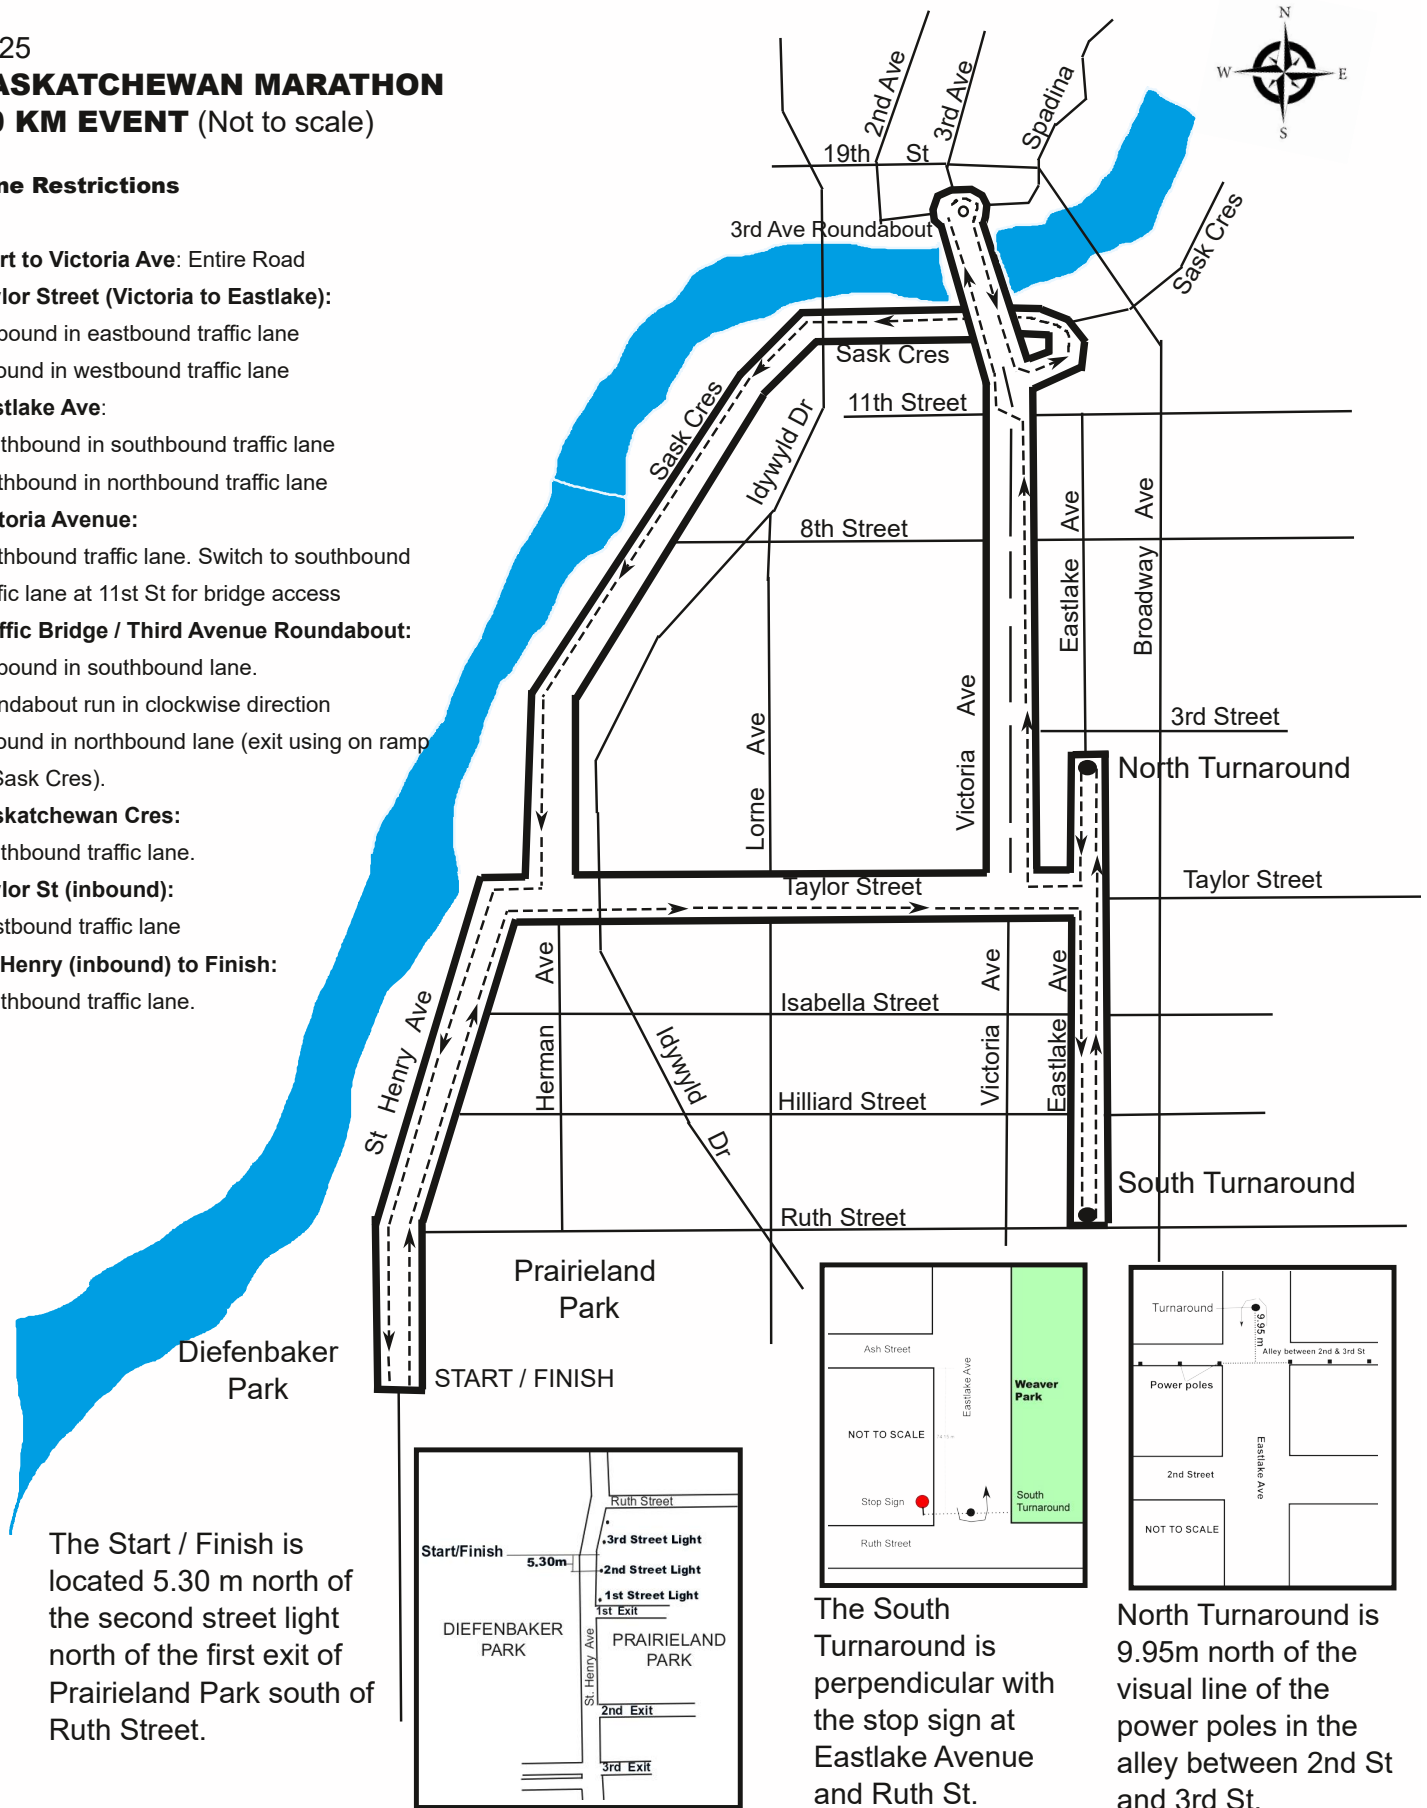 25
ASKATCHEWAN MARATHON
KM EVENT (Not to scale)
ne Restrictions
rt to Victoria Ave: Entire Road
ylor Street (Victoria to Eastlake):
bound in eastbound traffic lane
ound in westbound traffic lane
stlake Ave:
thbound in southbound traffic lane
thbound in northbound traffic lane
toria Avenue:
thbound traffic lane. Switch to southbound
fic lane at 11st St for bridge access
ffic Bridge / Third Avenue Roundabout:
bound in southbound lane.
ndabout run in clockwise direction
ound in northbound lane (exit using on ramp
Sask Cres).
skatchewan Cres:
thbound traffic lane.
ylor St (inbound):
stbound traffic lane
Henry (inbound) to Finish:
thbound traffic lane.
N
W
E
S
2nd Ave
3rd Ave
Spadina
19th St
3rd Ave Roundabout
Sask Cres
Sask Cres
Sask Cres
11th Street
Idywyld Dr
8th Street
Eastlake Ave
Broadway Ave
Lorne Ave
Victoria Ave
3rd Street
North Turnaround
Taylor Street
Taylor Street
St Henry Ave
Herman Ave
Idywyld Dr
Isabella Street
Victoria Ave
Eastlake Ave
Hilliard Street
South Turnaround
Ruth Street
Prairieland
Park
Diefenbaker
Park
START / FINISH
The Start / Finish is
located 5.30 m north of
the second street light
north of the first exit of
Prairieland Park south of
Ruth Street.
Ruth Street
3rd Street Light
Start/Finish
5.30m
2nd Street Light
1st Street Light
1st Exit
DIEFENBAKER
PARK
St. Henry Ave
PRAIRIELAND
PARK
2nd Exit
3rd Exit
Ash Street
Eastlake Ave
Weaver
Park
NOT TO SCALE
Stop Sign
South
Turnaround
Ruth Street
The South
Turnaround is
perpendicular with
the stop sign at
Eastlake Avenue
and Ruth St.
Turnaround
9.95 m
Alley between 2nd & 3rd St
Power poles
Eastlake Ave
2nd Street
NOT TO SCALE
North Turnaround is
9.95m north of the
visual line of the
power poles in the
alley between 2nd St
and 3rd St.